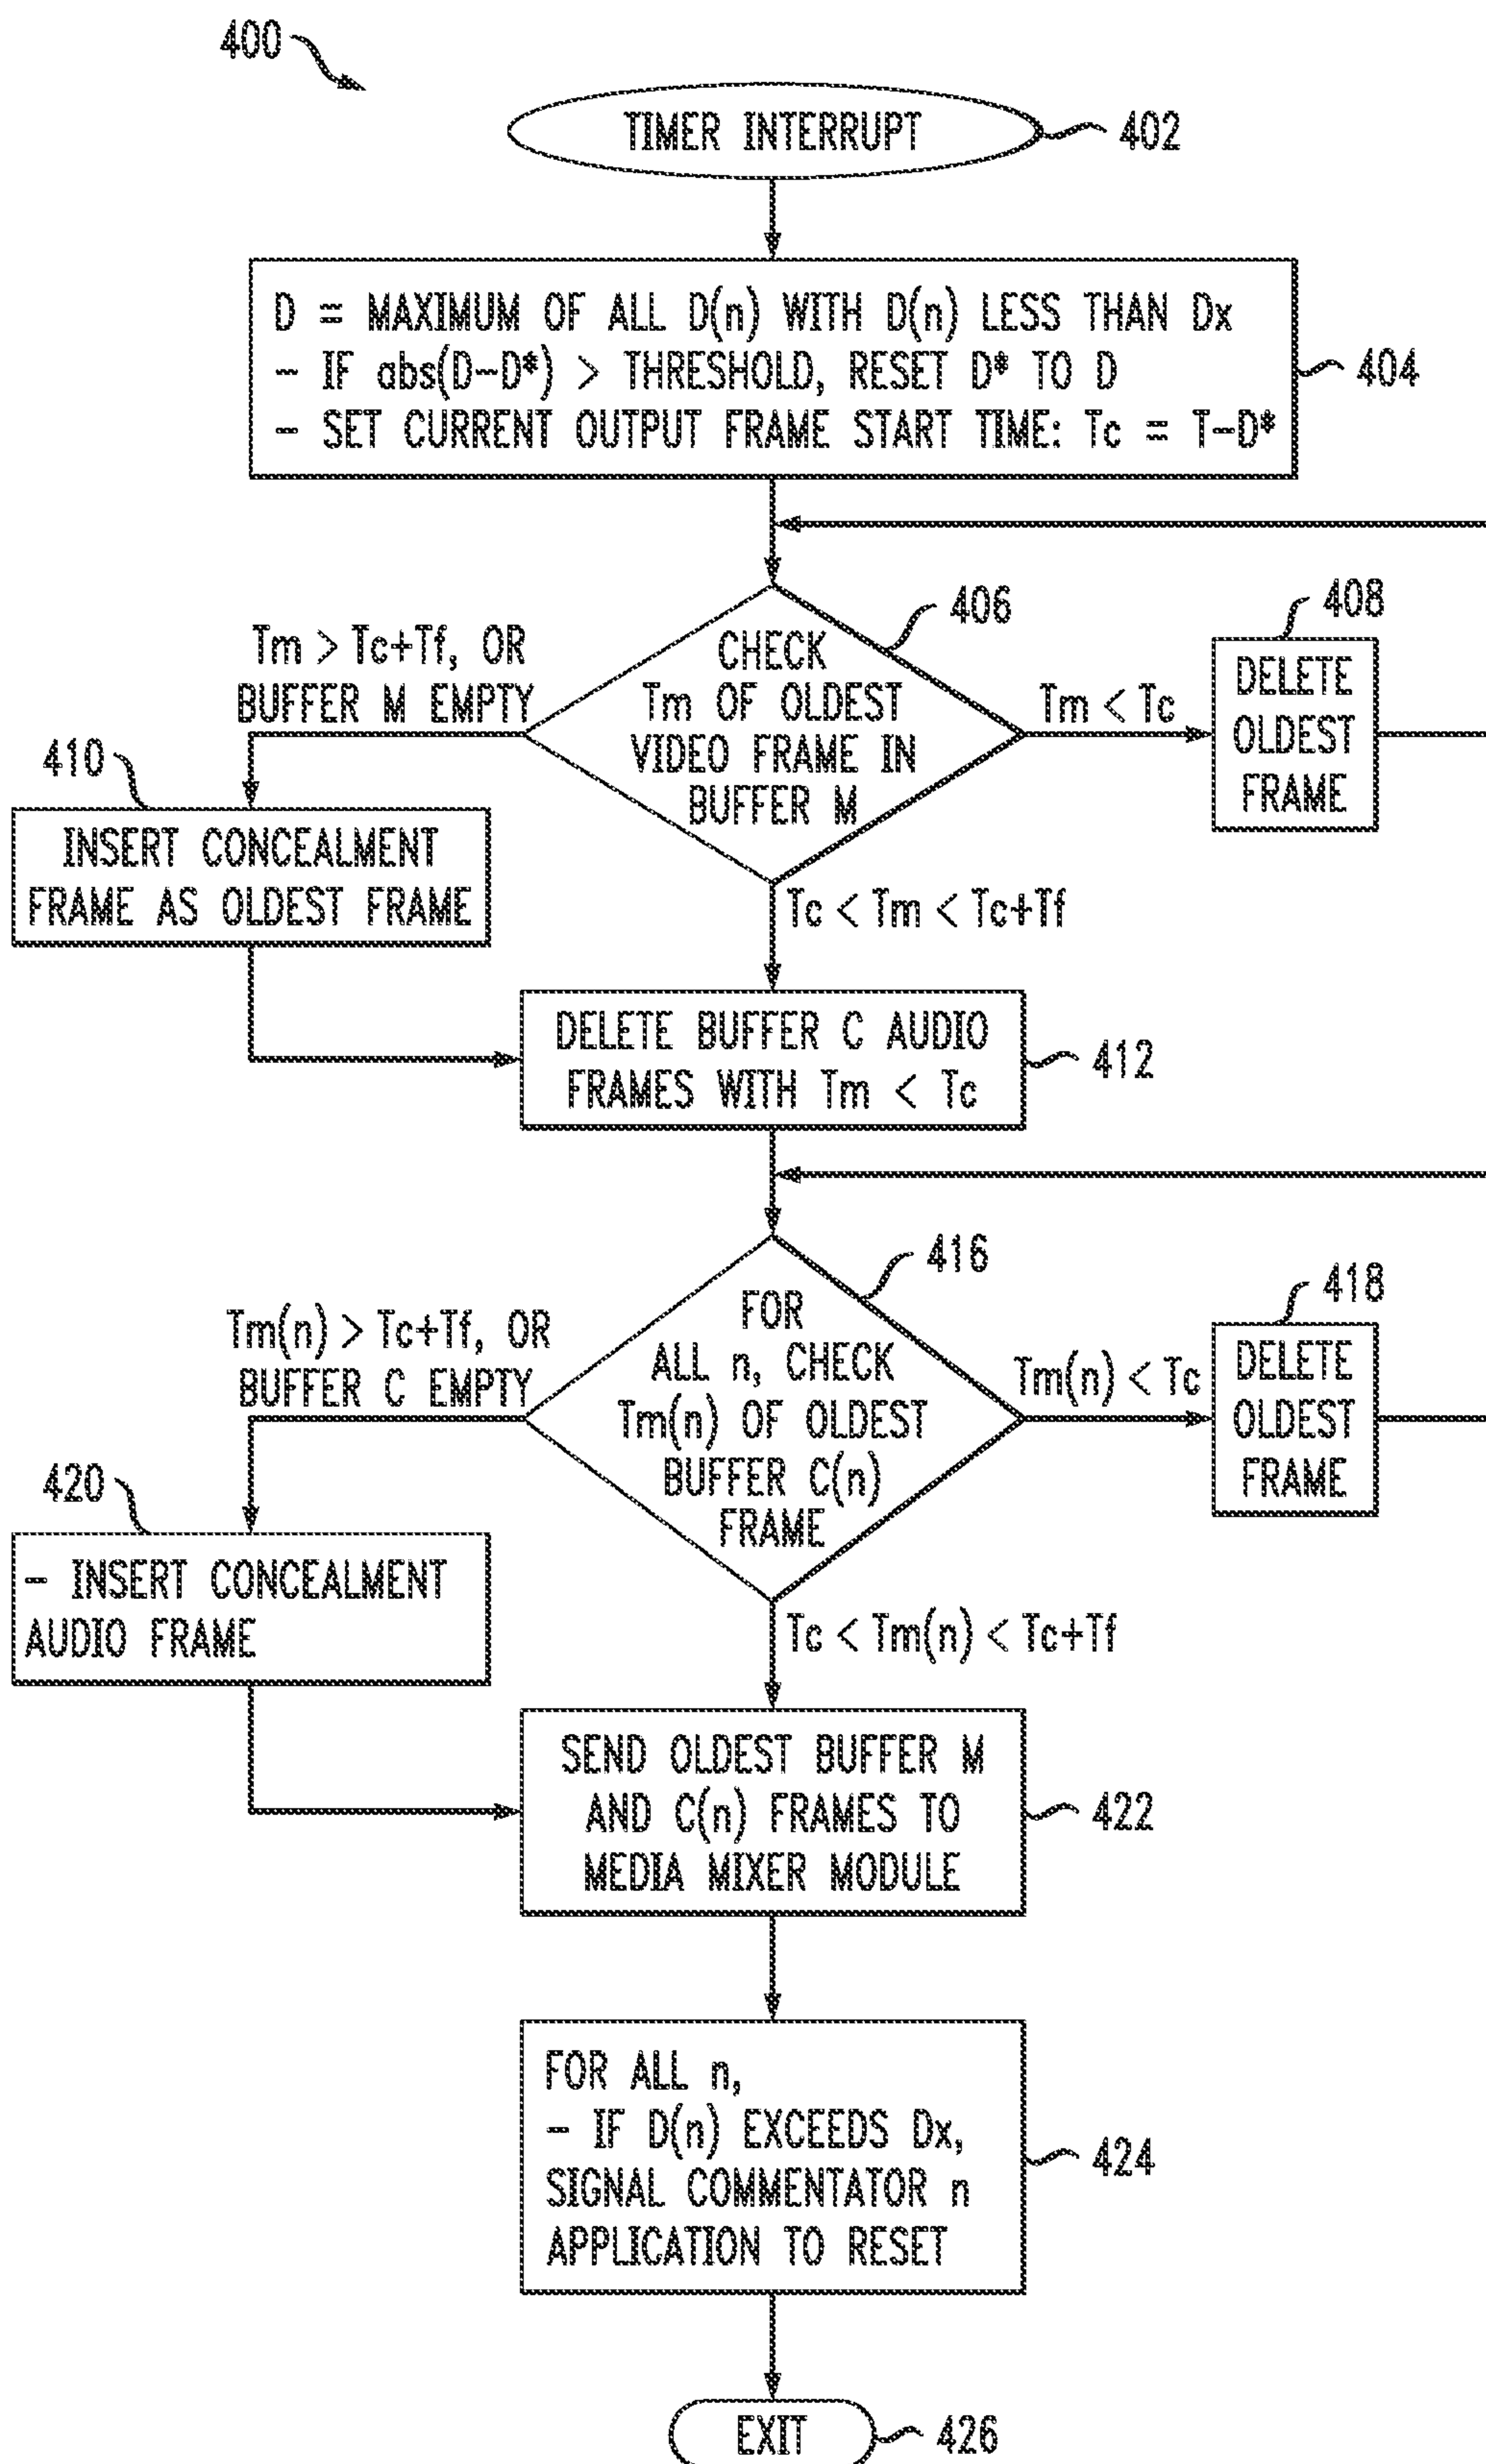 400
TIMER INTERRUPT
402
D = MAXIMUM OF ALL D(n) WITH D(n) LESS THAN Dx
- IF abs(D-D*) > THRESHOLD, RESET D* TO D
- SET CURRENT OUTPUT FRAME START TIME: Tc = T-D*
404
406
CHECK
Tm OF OLDEST
VIDEO FRAME IN
BUFFER M
Tm > Tc+Tf, OR
BUFFER M EMPTY
Tm < Tc
408
DELETE
OLDEST
FRAME
410
INSERT CONCEALMENT
FRAME AS OLDEST FRAME
Tc < Tm < Tc+Tf
DELETE BUFFER C AUDIO
FRAMES WITH Tm < Tc
412
416
FOR
ALL n, CHECK
Tm(n) OF OLDEST
BUFFER C(n)
FRAME
Tm(n) > Tc+Tf, OR
BUFFER C EMPTY
Tm(n) < Tc
418
DELETE
OLDEST
FRAME
420
- INSERT CONCEALMENT
AUDIO FRAME
Tc < Tm(n) < Tc+Tf
SEND OLDEST BUFFER M
AND C(n) FRAMES TO
MEDIA MIXER MODULE
422
FOR ALL n,
- IF D(n) EXCEEDS Dx,
SIGNAL COMMENTATOR n
APPLICATION TO RESET
424
EXIT
426